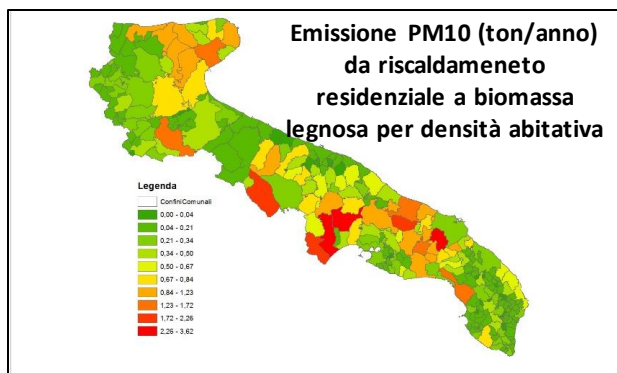 Emissione PM10 (ton/anno)
da riscaldameneto
residenziale a biomassa
legnosa per densità abitativa
Legenda
ConfiniComunali
0,00 - 0,04
0,04 - 0,21
0,21 - 0,34
0,34 - 0,50
0,50 - 0,67
0,67 - 0,84
0,84 - 1,23
1,23 - 1,72
1,72 - 2,26
2,26 - 3,62